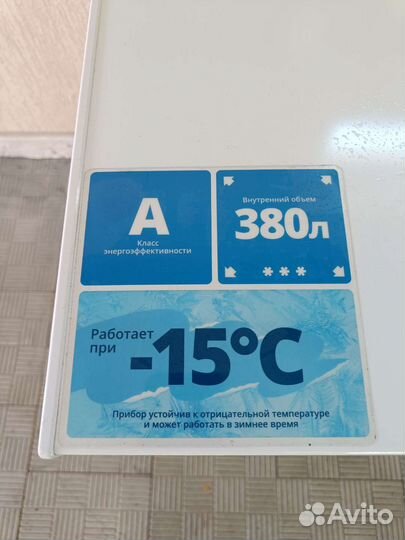 А
Класс
энергоэффективности
Внутренний объем
380л
***
Работает
при
-15°C
Прибор устойчив к отрицательной температуре
и может работать в зимнее время
Avito